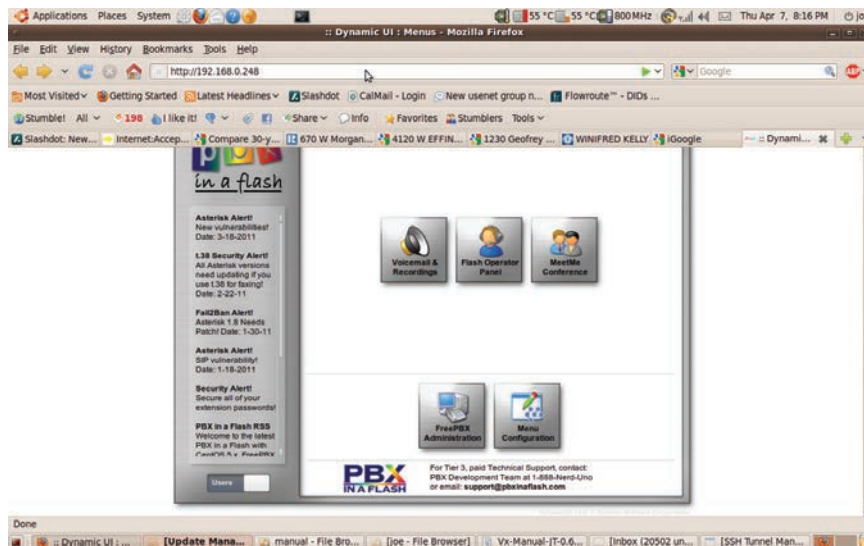 Applications Places System
55 °C 55 °C 800 MHz Thu Apr 7, 8:16 PM jo
:: Dynamic UI : Menus - Mozilla Firefox
File Edit View History Bookmarks Tools Help
http://192.168.0.248
Google
Most Visited Getting Started Latest Headlines Slashdot CalMail - Login New usenet group n... Flowroute™ - DIDs ...
Stumble! All 198 I like it! Share Info Favorites Stumblers Tools
Slashdot: New... Internet:Accep... Compare 30-y... 670 W Morgan... 4120 W EFFIN... 1230 Geofrey ... WINIFRED KELLY iGoogle :: Dynami...
pbx
in a flash
Asterisk Alert!
New vulnerabilities!
Date: 3-18-2011
t.38 Security Alert!
All Asterisk versions
need updating if you
use t.38 for faxing!
Date: 2-22-11
Fail2Ban Alert!
Asterisk 1.8 Needs
Patch! Date: 1-30-11
Asterisk Alert!
SIP vulnerability!
Date: 1-18-2011
Security Alert!
Secure all of your
extension passwords!
PBX in a Flash RSS
Welcome to the latest
PBX in a Flash with
CentOS 5.x, FreePBX
Users
Voicemail &
Recordings
Flash Operator
Panel
MeetMe
Conference
FreePBX
Administration
Menu
Configuration
PBX
IN A FLASH
For Tier 3, paid Technical Support, contact:
PBX Development Team at 1-888-Nerd-Uno
or email: support@pbxinaflash.com
Done
:: Dynamic UI : ... [Update Mana... manual - File Bro... [joe - File Browser] Vx-Manual-JT-0.6... [Inbox (20502 un... [SSH Tunnel Man...